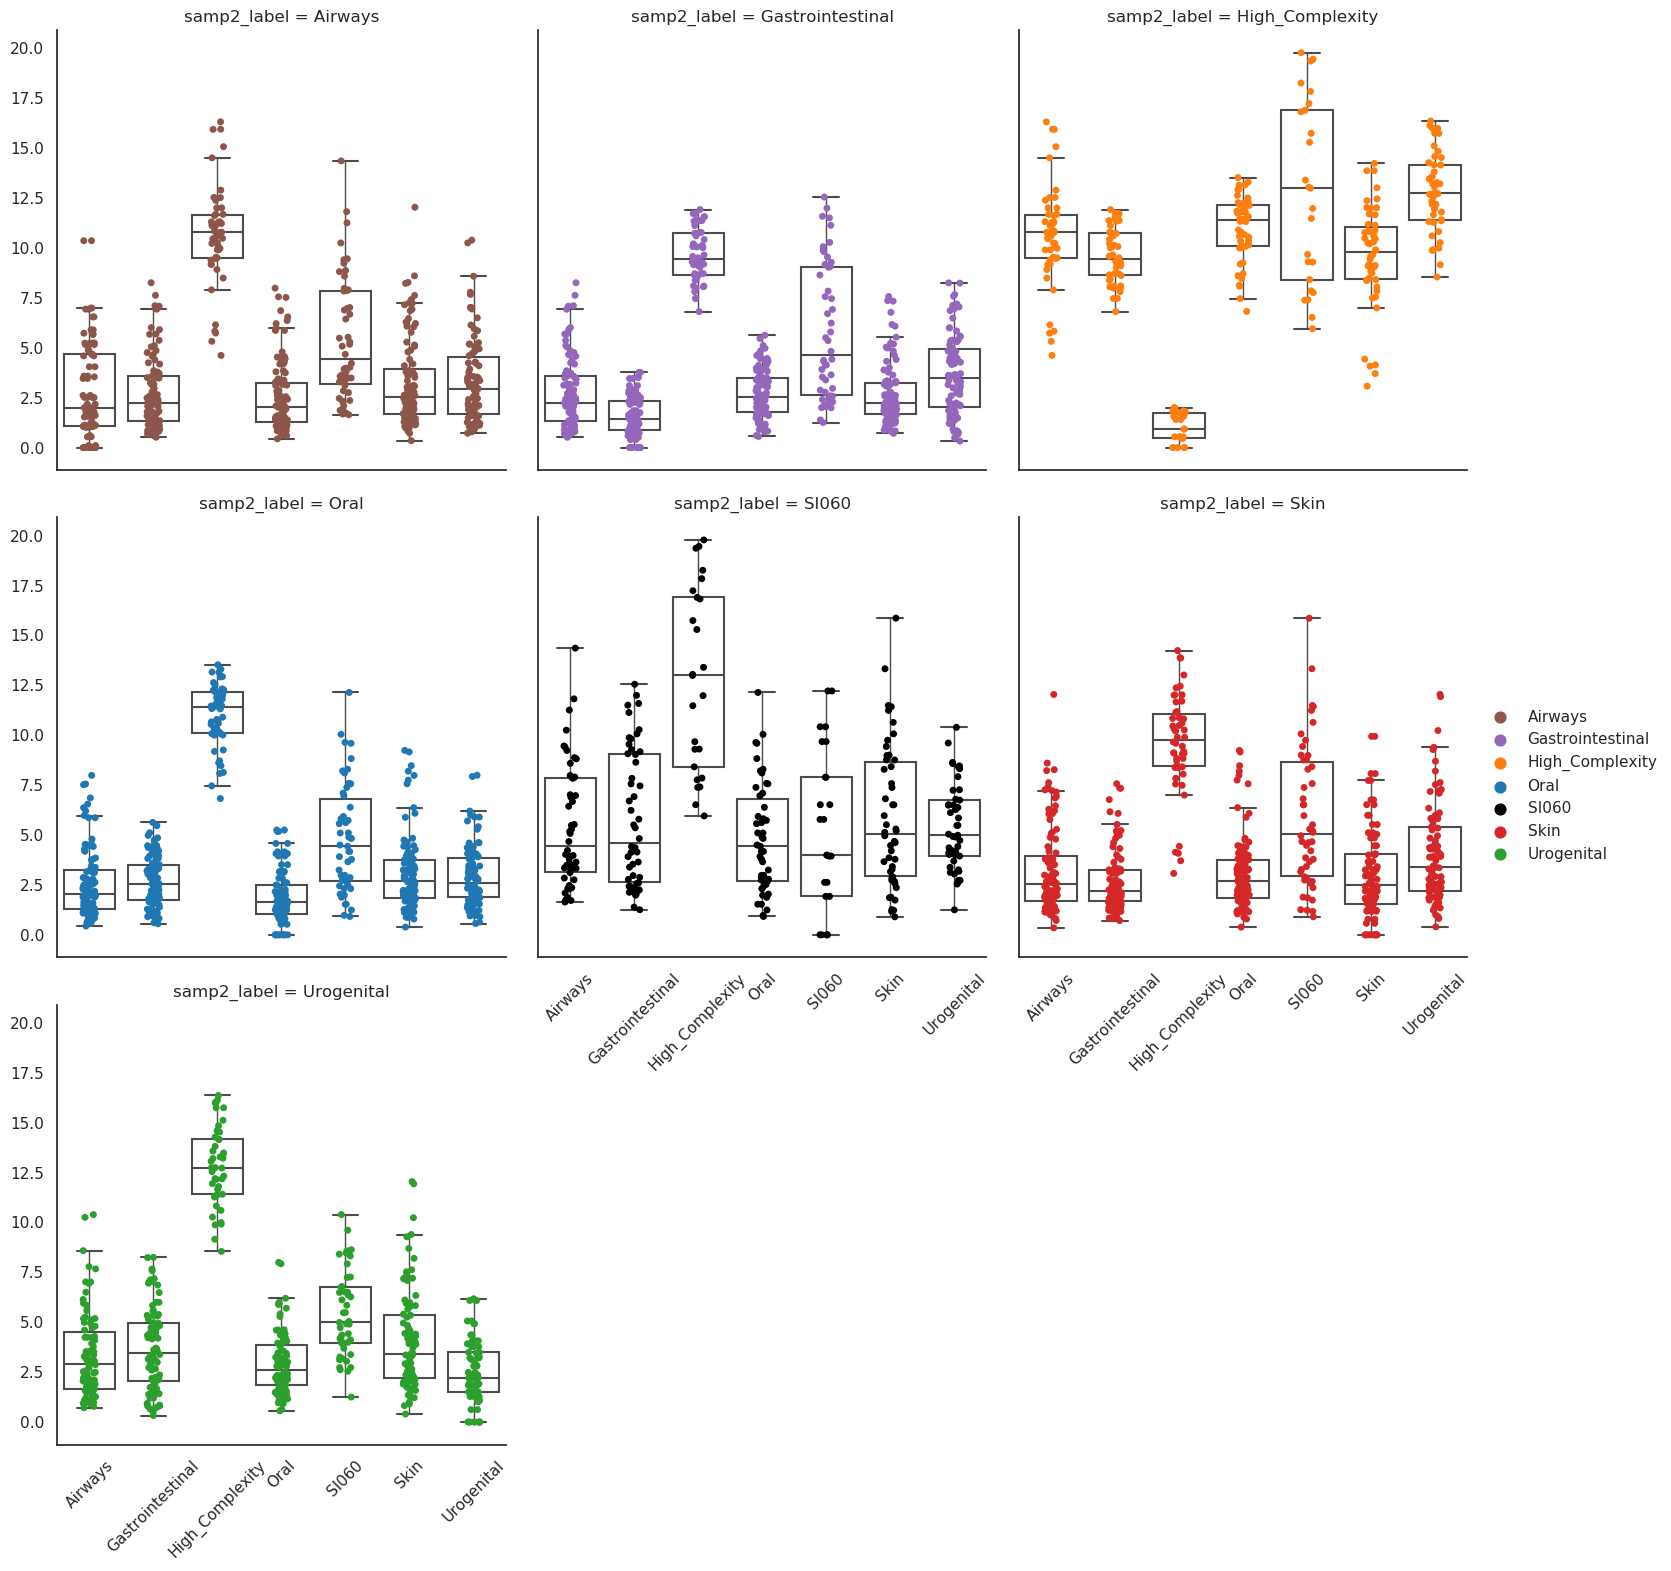 samp2_label = Airways
samp2_label = Gastrointestinal
samp2_label = High_Complexity
20.0
17.5
15.0
12.5
10.0
7.5
5.0
2.5
0.0
samp2_label = Oral
samp2_label = SI060
samp2_label = Skin
20.0
17.5
15.0
12.5
10.0
7.5
5.0
2.5
0.0
Airways
Gastrointestinal
High_Complexity
Oral
SI060
Skin
Urogenital
Airways
Gastrointestinal
High_Complexity
Oral
SI060
Skin
Urogenital
Airways
Gastrointestinal
High_Complexity
Oral
SI060
Skin
Urogenital
samp2_label = Urogenital
20.0
17.5
15.0
12.5
10.0
7.5
5.0
2.5
0.0
Airways
Gastrointestinal
High_Complexity
Oral
SI060
Skin
Urogenital